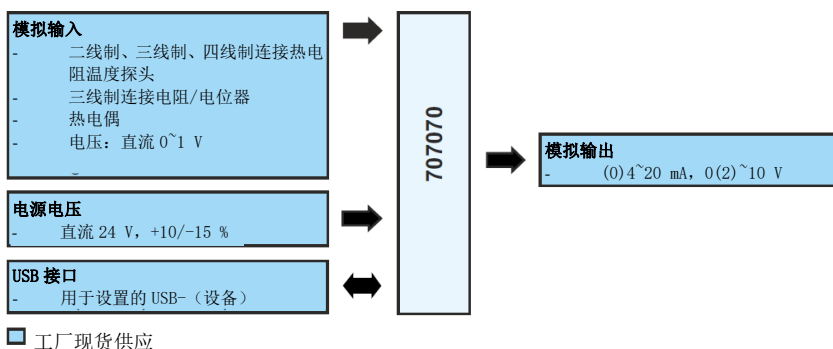 模拟输入
- 二线制、三线制、四线制连接热电
阻温度探头
- 三线制连接电阻/电位器
- 热电偶
- 电压：直流 0~1 V
电源电压
- 直流 24 V，+10/-15 %
USB 接口
- 用于设置的 USB-（设备）
707070
模拟输出
- (0)4~20 mA，0(2)~10 V
工厂现货供应